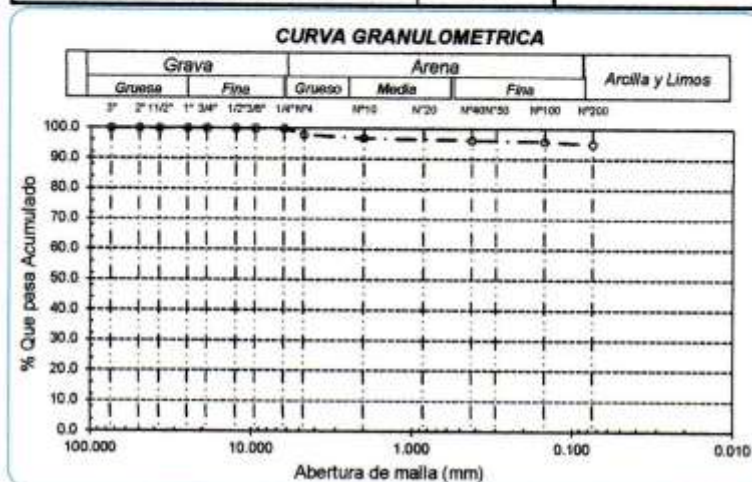 CURVA GRANULOMETRICA
Grava Arena Arcilla y Limos
Gruesa Fina Grueso Media Fina
3" 2" 11/2" 1" 3/4" 1/2" 3/8" 1/4" Nº4 Nº10 Nº20 Nº40 Nº50 Nº100 Nº200
100.0
90.0
80.0
70.0
60.0
50.0
40.0
30.0
20.0
10.0
0.0
% Que pasa Acumulado
100.000 10.000 1.000 0.100 0.010
Abertura de malla (mm)